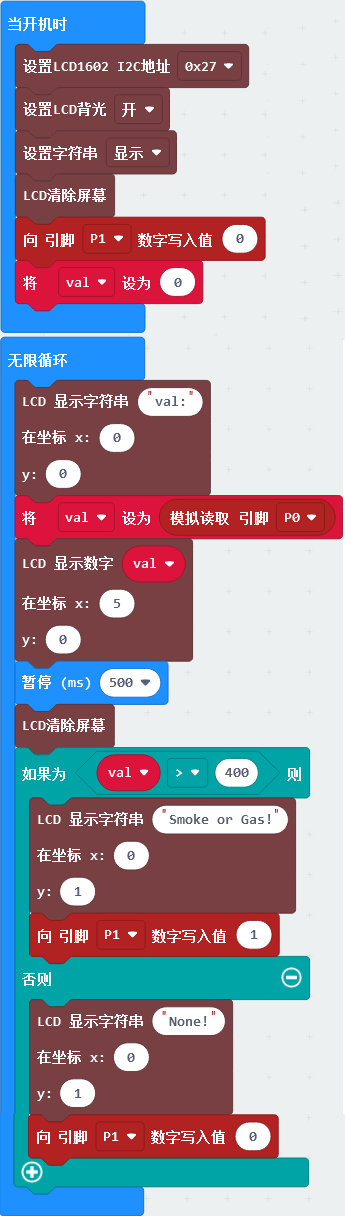 当开机时
设置LCD1602 I2C地址 0x27
设置LCD背光 开
设置字符串 显示
LCD清除屏幕
向 引脚 P1 数字写入值 0
将 val 设为 0
无限循环
LCD 显示字符串 "val:"
在坐标 x: 0
y: 0
将 val 设为 模拟读取 引脚 P0
LCD 显示数字 val
在坐标 x: 5
y: 0
暂停 (ms) 500
LCD清除屏幕
如果为 val > 400 则
LCD 显示字符串 "Smoke or Gas!"
在坐标 x: 0
y: 1
向 引脚 P1 数字写入值 1
否则
LCD 显示字符串 "None!"
在坐标 x: 0
y: 1
向 引脚 P1 数字写入值 0